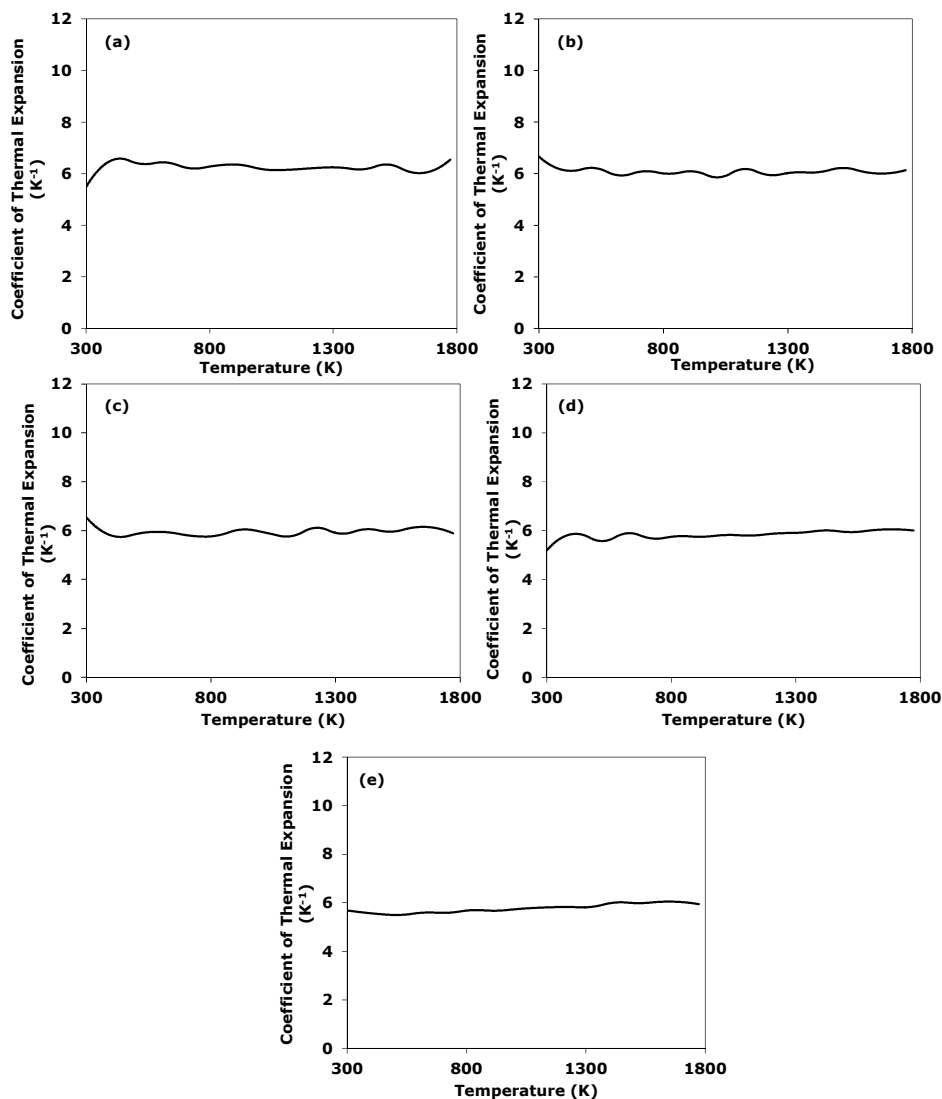 (a)
Coefficient of Thermal Expansion
(K⁻¹)
12
10
8
6
4
2
0
300
800
1300
1800
Temperature (K)
(b)
Coefficient of Thermal Expansion
(K⁻¹)
12
10
8
6
4
2
0
300
800
1300
1800
Temperature (K)
(c)
Coefficient of Thermal Expansion
(K⁻¹)
12
10
8
6
4
2
0
300
800
1300
1800
Temperature (K)
(d)
Coefficient of Thermal Expansion
(K⁻¹)
12
10
8
6
4
2
0
300
800
1300
1800
Temperature (K)
(e)
Coefficient of Thermal Expansion
(K⁻¹)
12
10
8
6
4
2
0
300
800
1300
1800
Temperature (K)